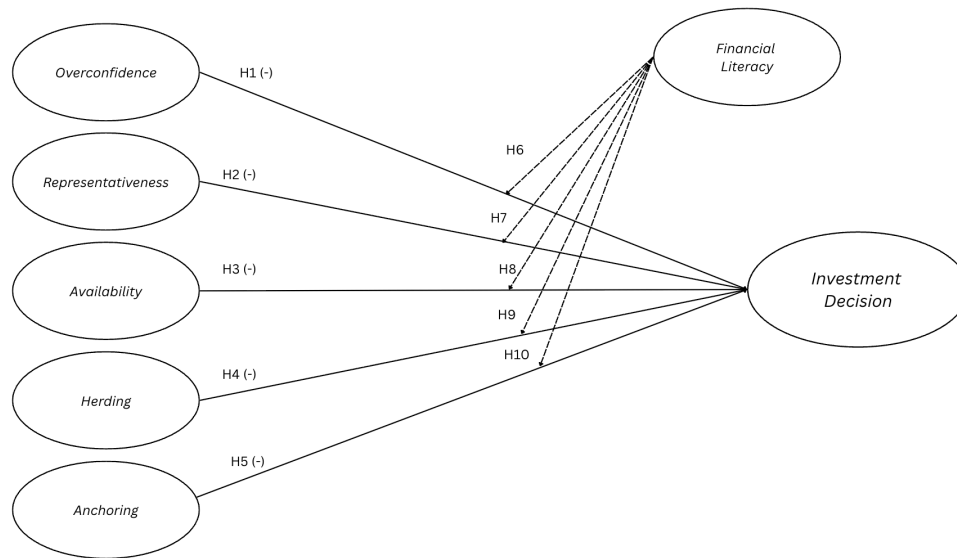 Overconfidence
H1 (-)
Financial
Literacy
Representativeness
H2 (-)
H6
H7
Availability
H3 (-)
H8
Investment
Decision
H9
H10
Herding
H4 (-)
H5 (-)
Anchoring